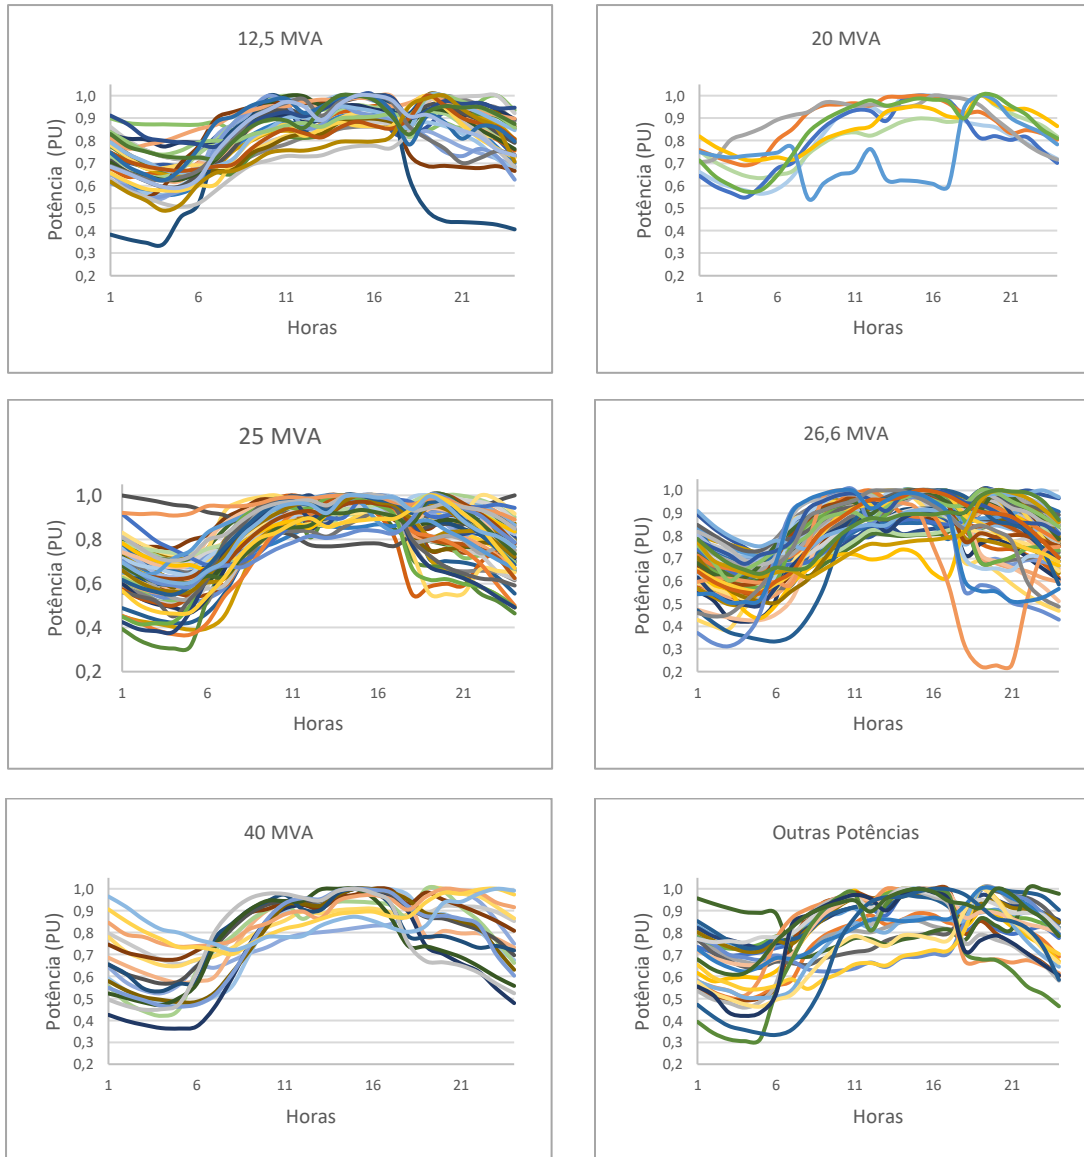 12,5 MVA
1,0
0,9
0,8
0,7
0,6
0,5
0,4
0,3
0,2
Potência (PU)
1 6 11 16 21
Horas
20 MVA
1,0
0,9
0,8
0,7
0,6
0,5
0,4
0,3
0,2
Potência (PU)
1 6 11 16 21
Horas
25 MVA
1,0
0,8
0,6
0,4
0,2
Potência (PU)
1 6 11 16 21
Horas
26,6 MVA
1,0
0,9
0,8
0,7
0,6
0,5
0,4
0,3
0,2
Potência (PU)
1 6 11 16 21
Horas
40 MVA
1,0
0,9
0,8
0,7
0,6
0,5
0,4
0,3
0,2
Potência (PU)
1 6 11 16 21
Horas
Outras Potências
1,0
0,9
0,8
0,7
0,6
0,5
0,4
0,3
0,2
Potência (PU)
1 6 11 16 21
Horas